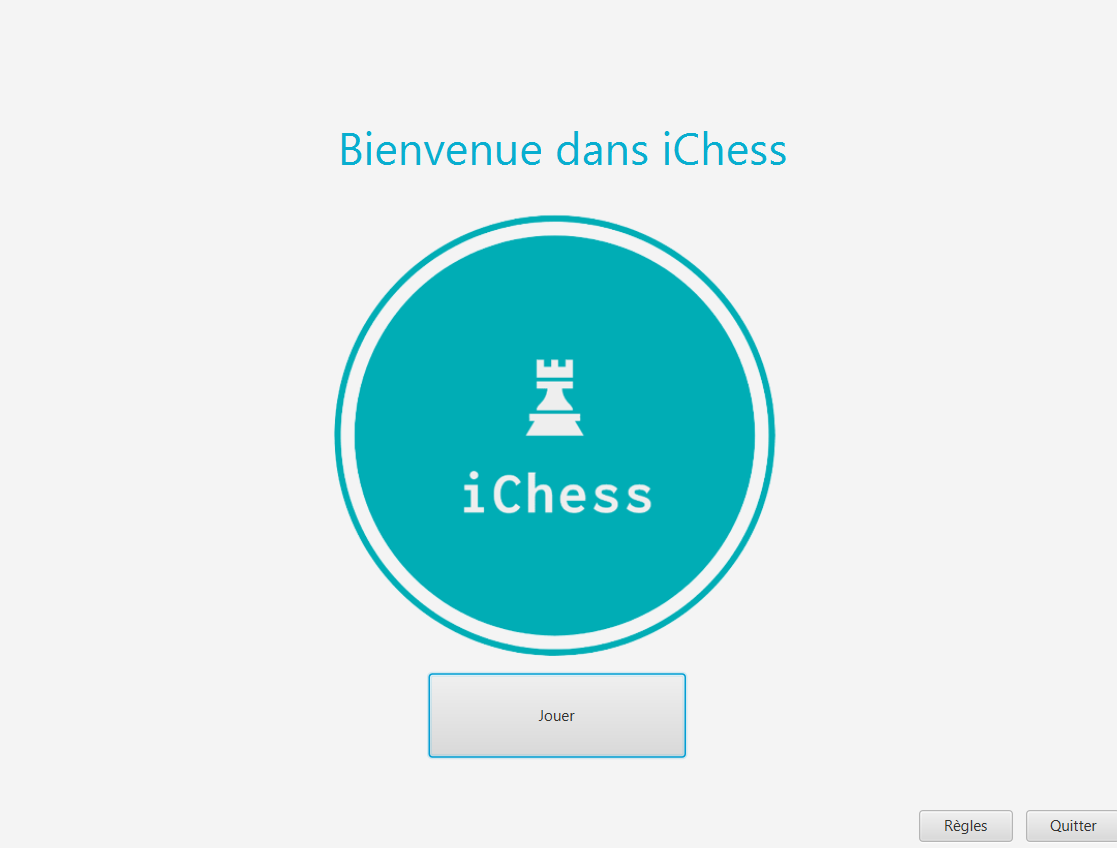 Bienvenue dans iChess
iChess
Jouer
Règles
Quitter